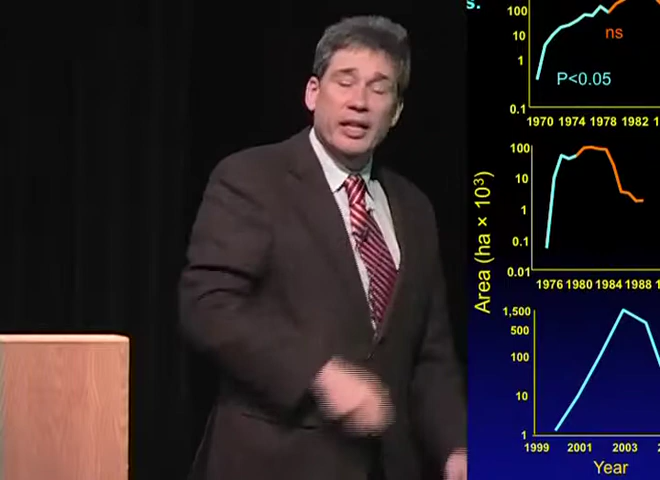 s.
100
10
1
0.1
ns
P<0.05
1970 1974 1978 1982
Area (ha × 10³)
100
10
1
0.1
0.01
1976 1980 1984 1988
1,500
500
100
10
1
1999 2001 2003
Year